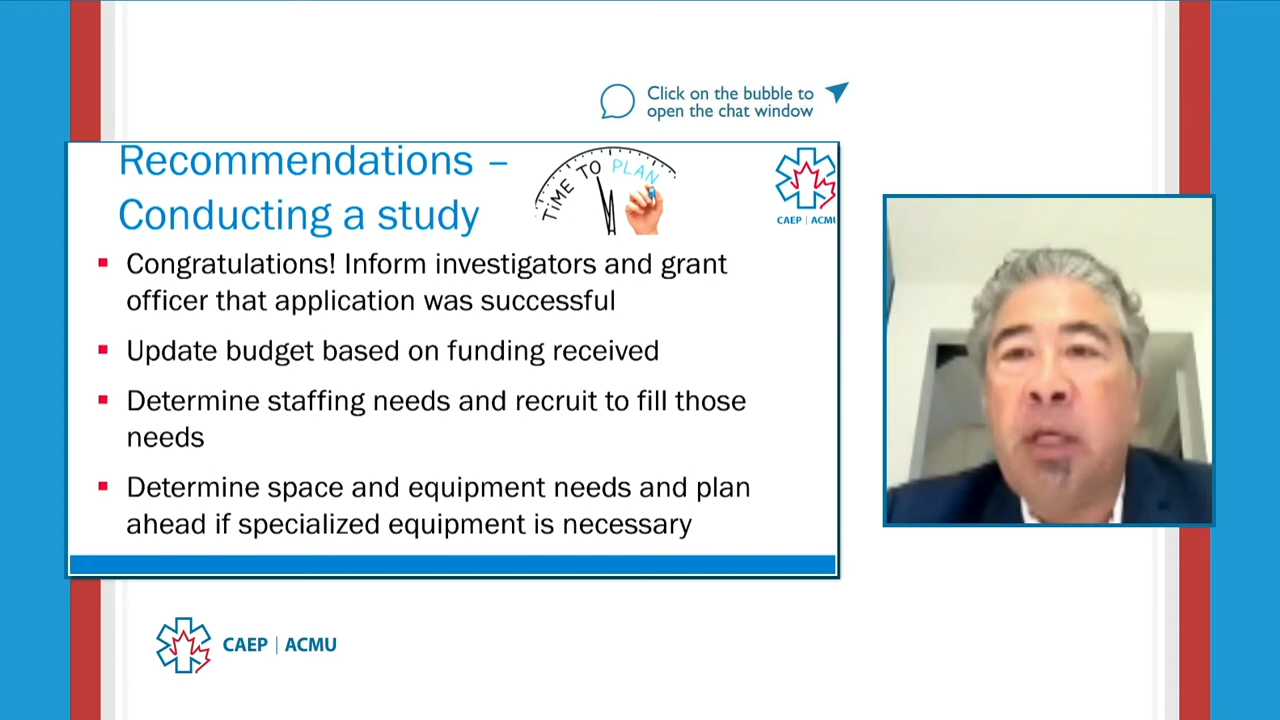 Click on the bubble to
open the chat window
Recommendations –
Conducting a study
TIME TO PLAN
CAEP | ACMU
Congratulations! Inform investigators and grant
officer that application was successful
Update budget based on funding received
Determine staffing needs and recruit to fill those
needs
Determine space and equipment needs and plan
ahead if specialized equipment is necessary
CAEP | ACMU